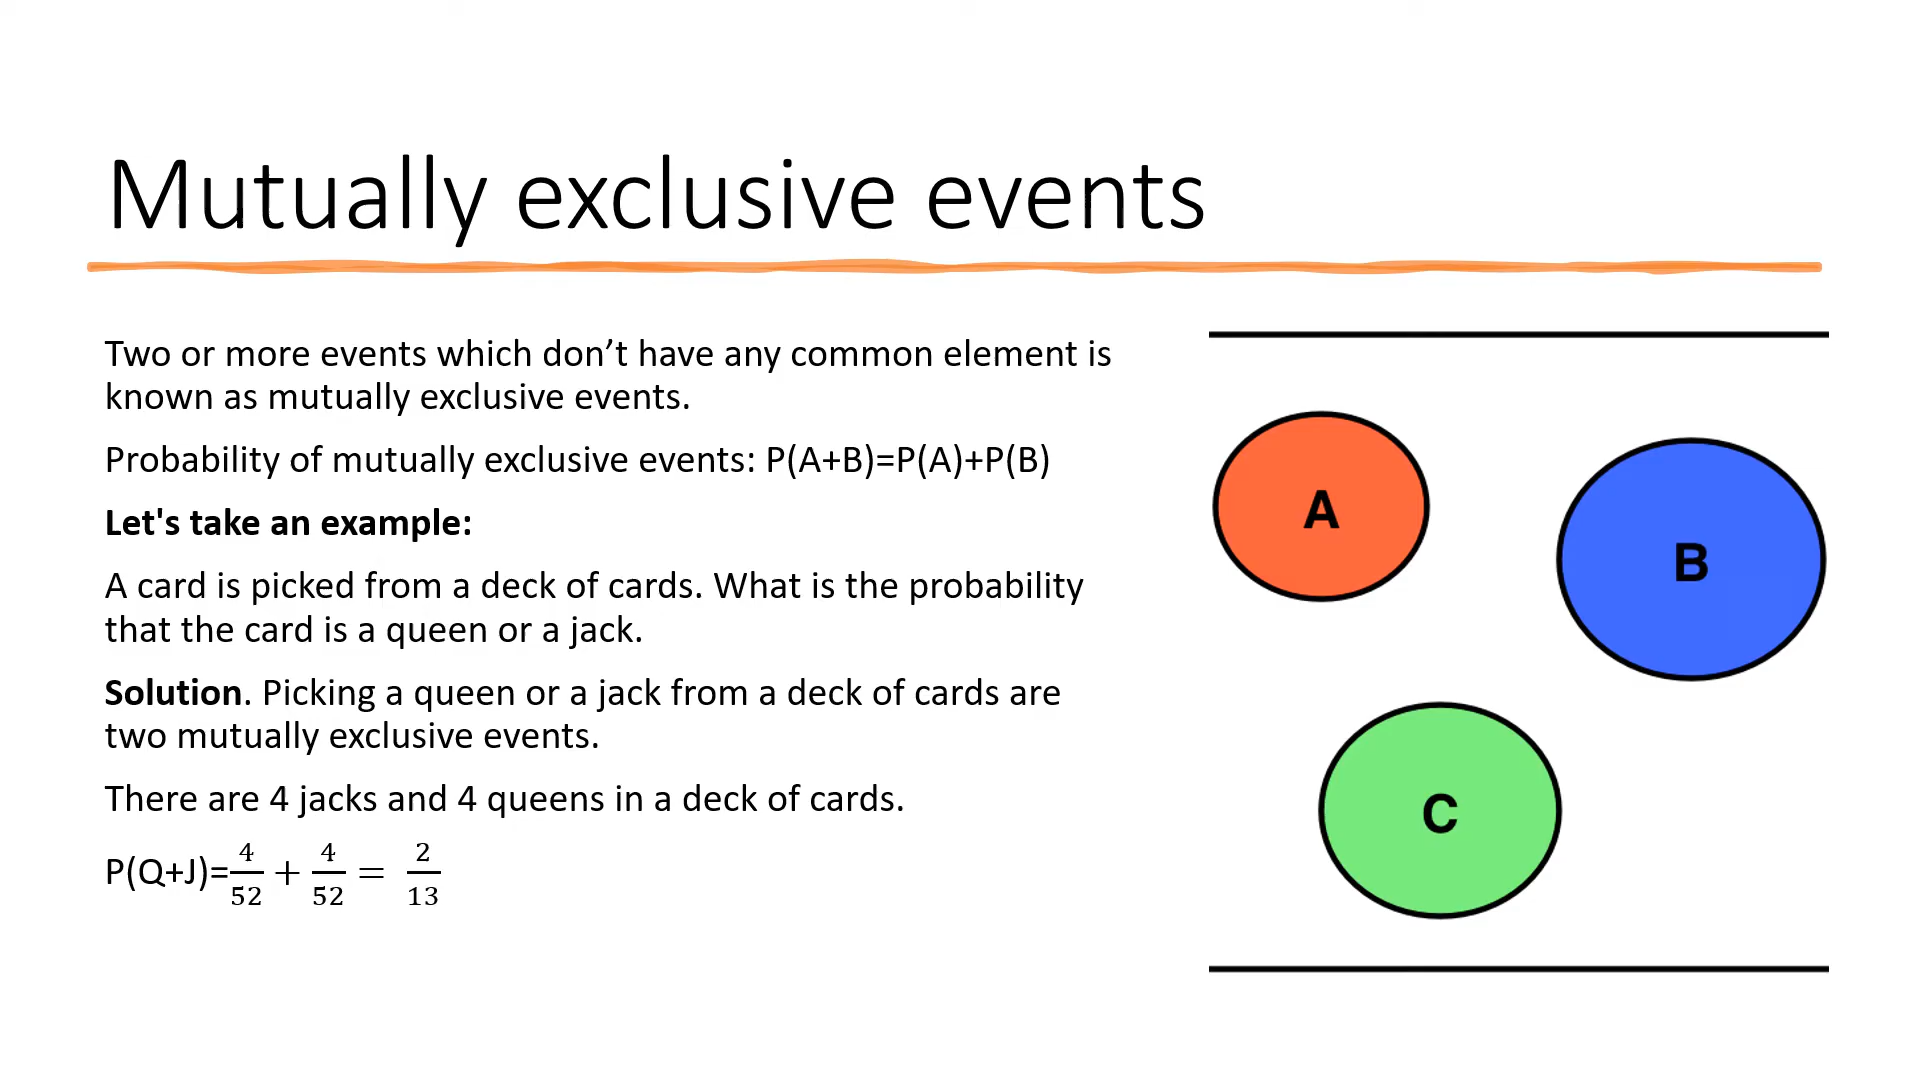 Mutually exclusive events
Two or more events which don’t have any common element is
known as mutually exclusive events.
Probability of mutually exclusive events: P(A+B)=P(A)+P(B)
Let's take an example:
A card is picked from a deck of cards. What is the probability
that the card is a queen or a jack.
Solution. Picking a queen or a jack from a deck of cards are
two mutually exclusive events.
There are 4 jacks and 4 queens in a deck of cards.
P(Q+J)=4/52 + 4/52 = 2/13
A
B
C